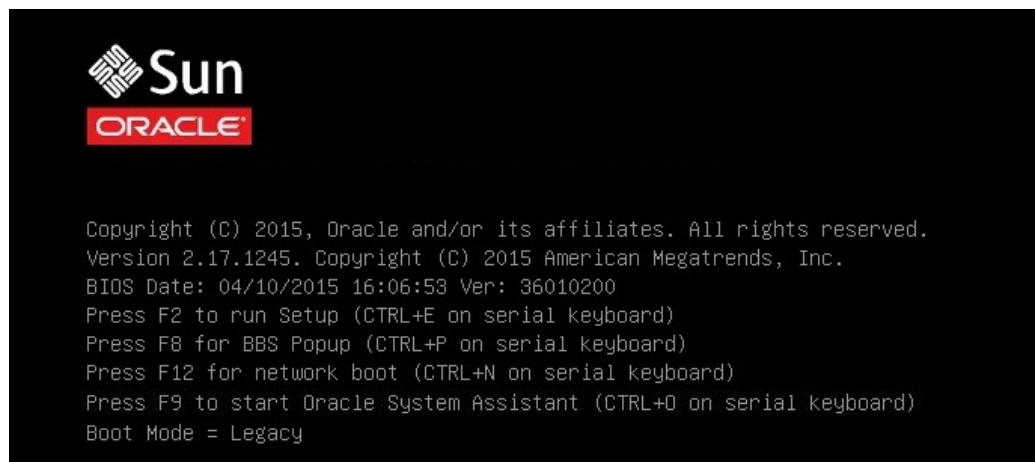 Sun
ORACLE
Copyright (C) 2015, Oracle and/or its affiliates. All rights reserved.
Version 2.17.1245. Copyright (C) 2015 American Megatrends, Inc.
BIOS Date: 04/10/2015 16:06:53 Ver: 36010200
Press F2 to run Setup (CTRL+E on serial keyboard)
Press F8 for BBS Popup (CTRL+P on serial keyboard)
Press F12 for network boot (CTRL+N on serial keyboard)
Press F9 to start Oracle System Assistant (CTRL+O on serial keyboard)
Boot Mode = Legacy